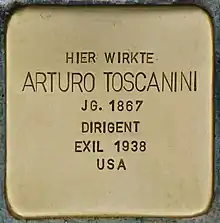 HIER WIRKTE
ARTURO TOSCANINI
JG. 1867
DIRIGENT
EXIL 1938
USA